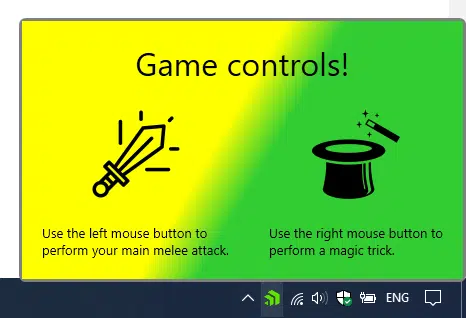 Game controls!
Use the left mouse button to
perform your main melee attack.
Use the right mouse button to
perform a magic trick.
ENG